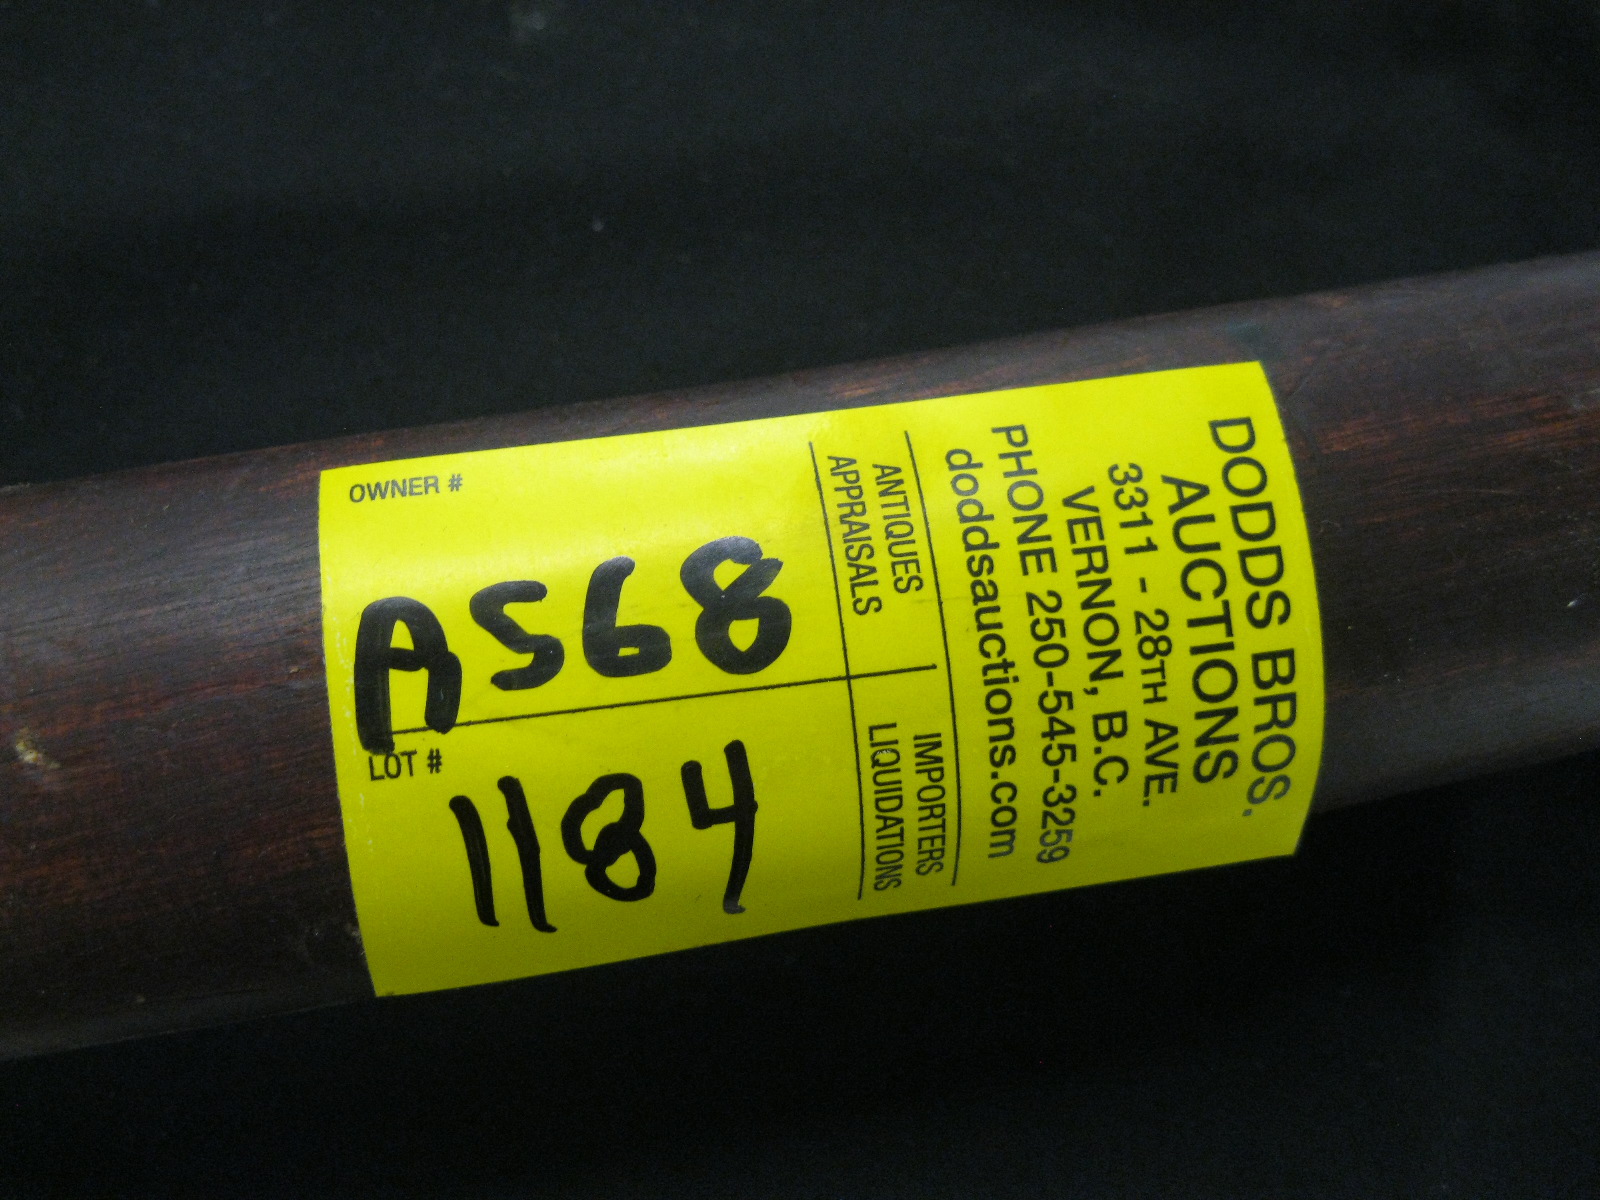 DODDS BROS.
AUCTIONS
3311 - 28TH AVE.
VERNON, B.C.
PHONE 250-545-3259
doddsauctions.com
ANTIQUES
APPRAISALS
IMPORTERS
LIQUIDATIONS
OWNER #
A568
LOT #
1184